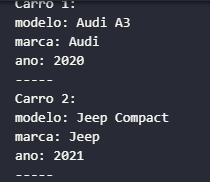 Carro 1:
modelo: Audi A3
marca: Audi
ano: 2020
-----
Carro 2:
modelo: Jeep Compact
marca: Jeep
ano: 2021
-----